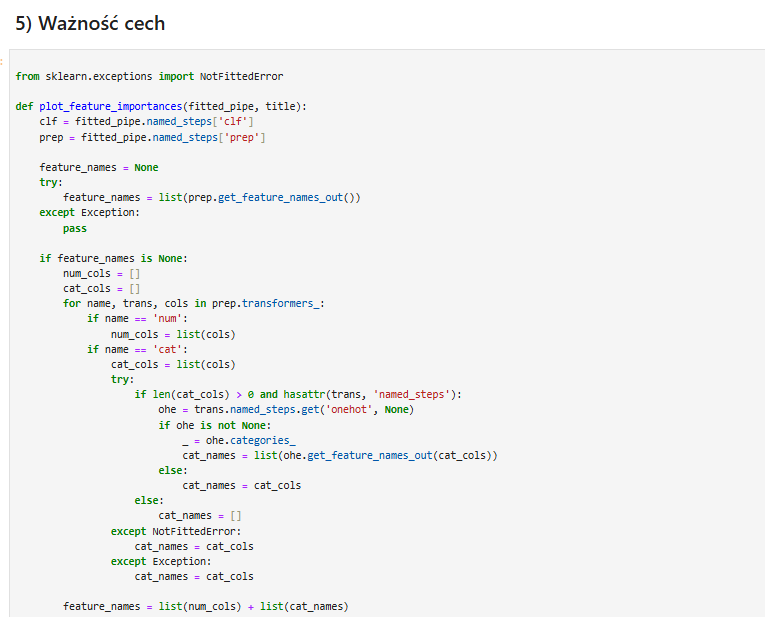 5) Ważność cech
from sklearn.exceptions import NotFittedError
def plot_feature_importances(fitted_pipe, title):
    clf = fitted_pipe.named_steps['clf']
    prep = fitted_pipe.named_steps['prep']
    feature_names = None
    try:
        feature_names = list(prep.get_feature_names_out())
    except Exception:
        pass
    if feature_names is None:
        num_cols = []
        cat_cols = []
        for name, trans, cols in prep.transformers_:
            if name == 'num':
                num_cols = list(cols)
            if name == 'cat':
                cat_cols = list(cols)
                try:
                    if len(cat_cols) > 0 and hasattr(trans, 'named_steps'):
                        ohe = trans.named_steps.get('onehot', None)
                        if ohe is not None:
                            _ = ohe.categories_
                            cat_names = list(ohe.get_feature_names_out(cat_cols))
                        else:
                            cat_names = cat_cols
                    else:
                        cat_names = []
                except NotFittedError:
                    cat_names = cat_cols
                except Exception:
                    cat_names = cat_cols
        feature_names = list(num_cols) + list(cat_names)